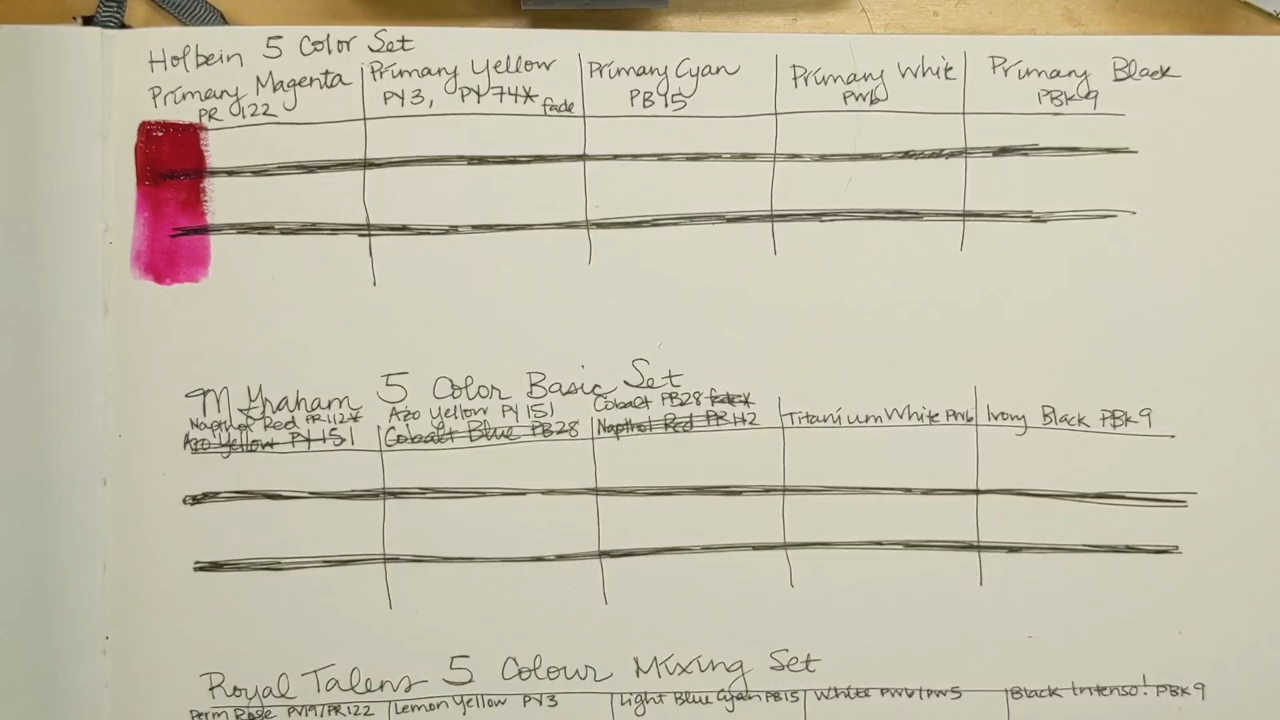 Holbein 5 Color Set
Primary Magenta PR 122
Primary Yellow PY3, PY 74* fade
Primary Cyan PB15
Primary White PW6
Primary Black PBK9
M Graham 5 Color Basic Set
Napthol Red PR112*
Azo Yellow PY151
Azo Yellow PY151
Cobalt Blue PB28
Cobalt PB28
Napthol Red PR112
Titanium White PW6
Ivory Black PBK9
Royal Talens 5 Colour Mixing Set
Perm Rose PV19/PR122
Lemon Yellow PY3
Light Blue Cyan PB15
White PW6/PW5
Black Intenso! PBK9